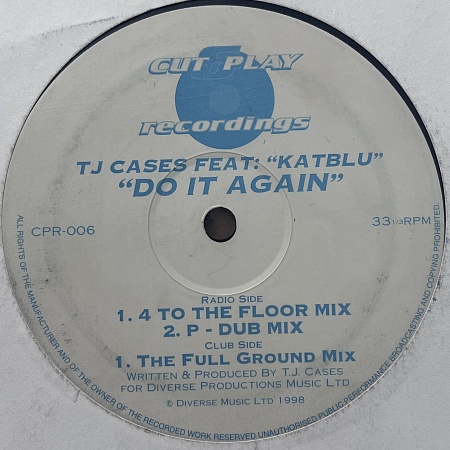 CUT PLAY
recordings
TJ CASES FEAT: "KATBLU"
"DO IT AGAIN"
CPR-006
33 1/3 RPM
RADIO SIDE
1. 4 TO THE FLOOR MIX
2. P - DUB MIX
CLUB SIDE
1. THE FULL GROUND MIX
WRITTEN & PRODUCED BY T.J. CASES
FOR DIVERSE PRODUCTIONS MUSIC LTD
© DIVERSE MUSIC LTD 1998
ALL RIGHTS OF THE MANUFACTURER AND OF THE OWNER OF THE RECORDED WORK RESERVED UNAUTHORISED PUBLIC PERFORMANCE BROADCASTING AND COPYING PROHIBITED.